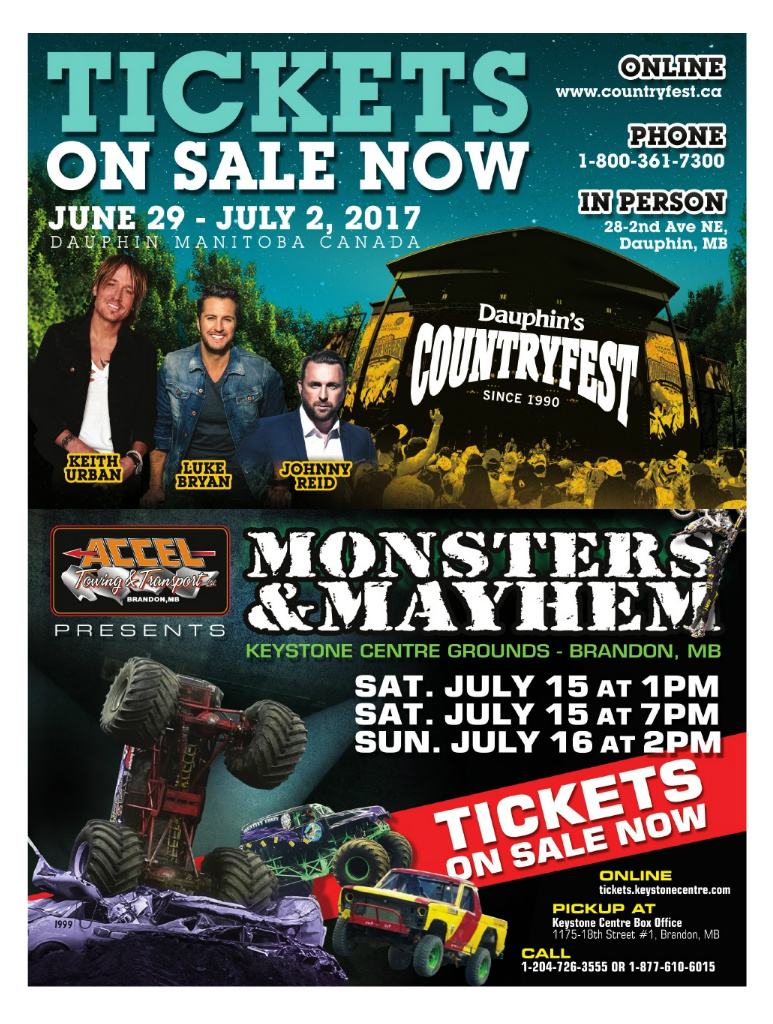 TICKETS
ON SALE NOW
JUNE 29 - JULY 2, 2017
DAUPHIN MANITOBA CANADA
ONLINE
www.countryfest.ca
PHONE
1-800-361-7300
IN PERSON
28-2nd Ave NE,
Dauphin, MB
Dauphin's
COUNTRYFEST
SINCE 1990
KEITH
URBAN
LUKE
BRYAN
JOHNNY
REID
ACCEL
Towing & Transport
BRANDON, MB
PRESENTS
MONSTERS
& MAYHEM
KEYSTONE CENTRE GROUNDS - BRANDON, MB
SAT. JULY 15 AT 1PM
SAT. JULY 15 AT 7PM
SUN. JULY 16 AT 2PM
TICKETS
ON SALE NOW
ONLINE
tickets.keystonecentre.com
PICKUP AT
Keystone Centre Box Office
1175-18th Street #1, Brandon, MB
CALL
1-204-726-3555 OR 1-877-610-6015
1999